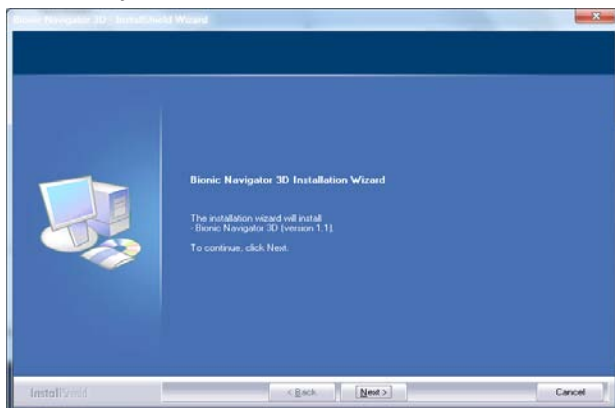 Bionic Navigator 3D - InstallShield Wizard
Bionic Navigator 3D Installation Wizard
The installation wizard will install
- Bionic Navigator 3D (version 1.1)
To continue, click Next.
InstallShield
< Back
Next >
Cancel